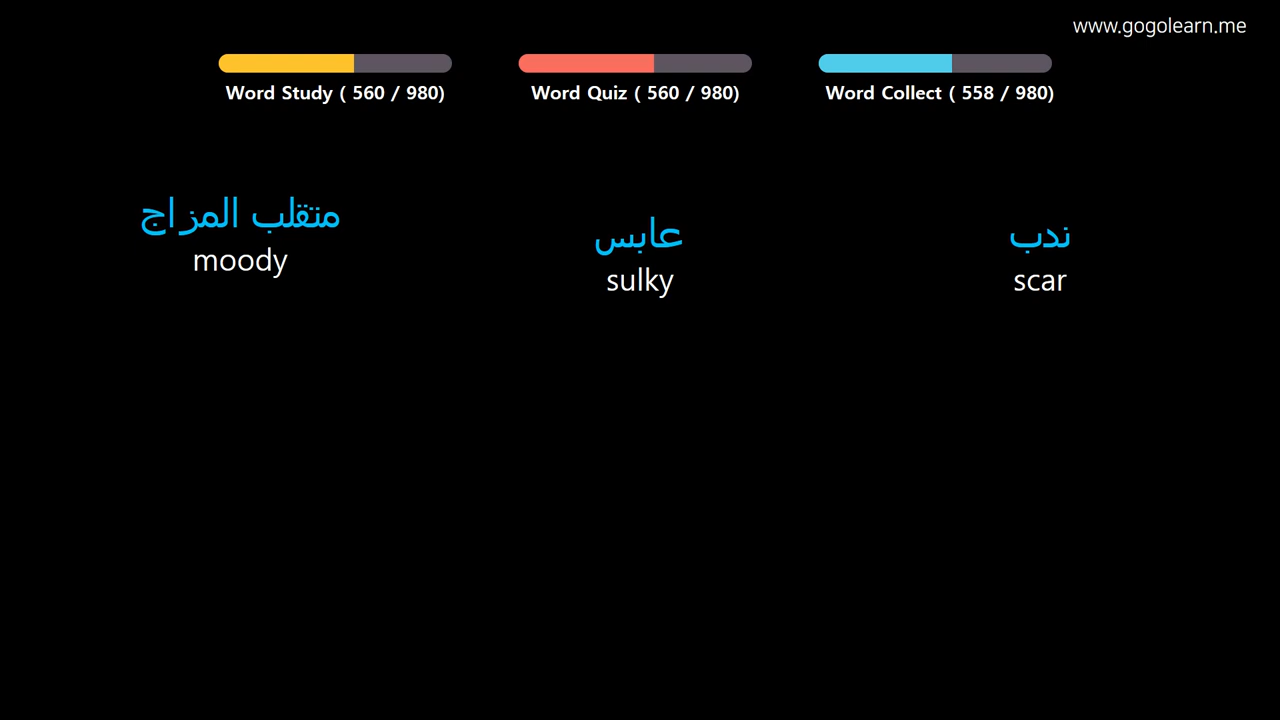 www.gogolearn.me
Word Study ( 560 / 980)
Word Quiz ( 560 / 980)
Word Collect ( 558 / 980)
متقلب المزاج
moody
عابس
sulky
ندب
scar